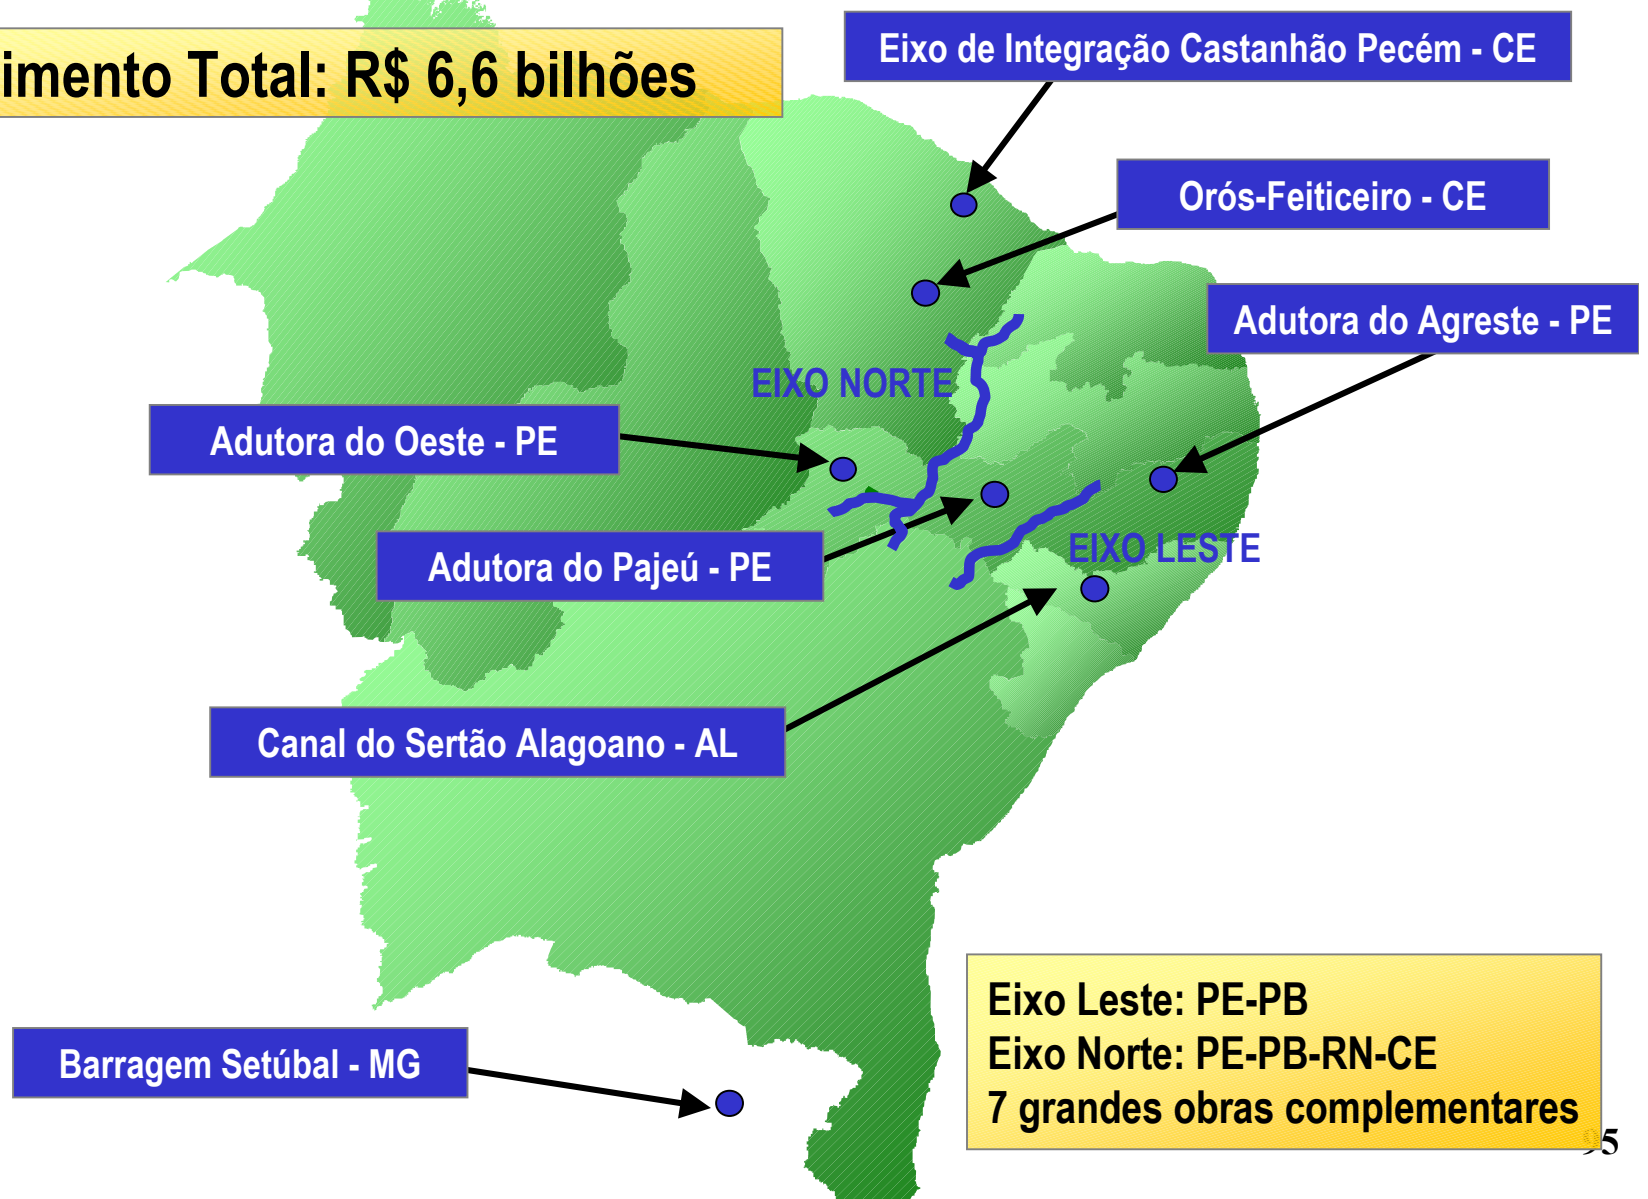 imento Total: R$ 6,6 bilhões
Eixo de Integração Castanhão Pecém - CE
Orós-Feiticeiro - CE
Adutora do Agreste - PE
EIXO NORTE
Adutora do Oeste - PE
EIXO LESTE
Adutora do Pajeú - PE
Canal do Sertão Alagoano - AL
Eixo Leste: PE-PB
Eixo Norte: PE-PB-RN-CE
7 grandes obras complementares
Barragem Setúbal - MG
95